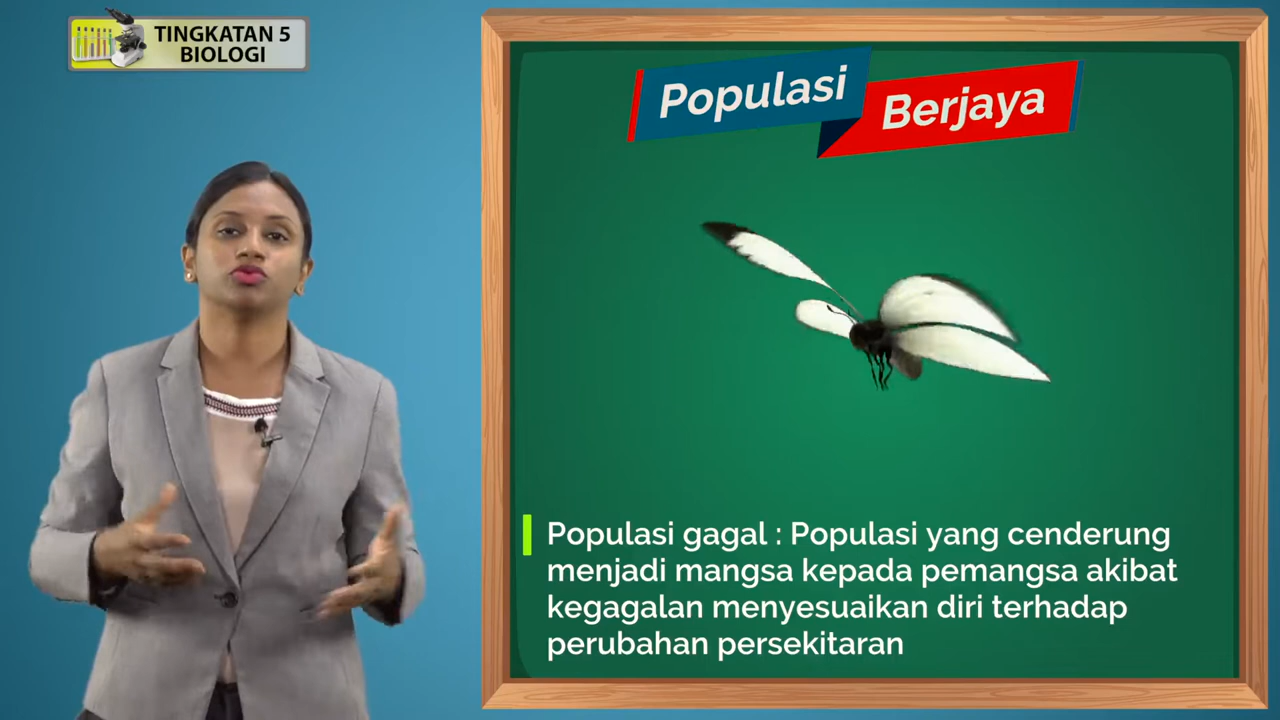 TINGKATAN 5
BIOLOGI
Populasi
Berjaya
Populasi gagal : Populasi yang cenderung
menjadi mangsa kepada pemangsa akibat
kegagalan menyesuaikan diri terhadap
perubahan persekitaran